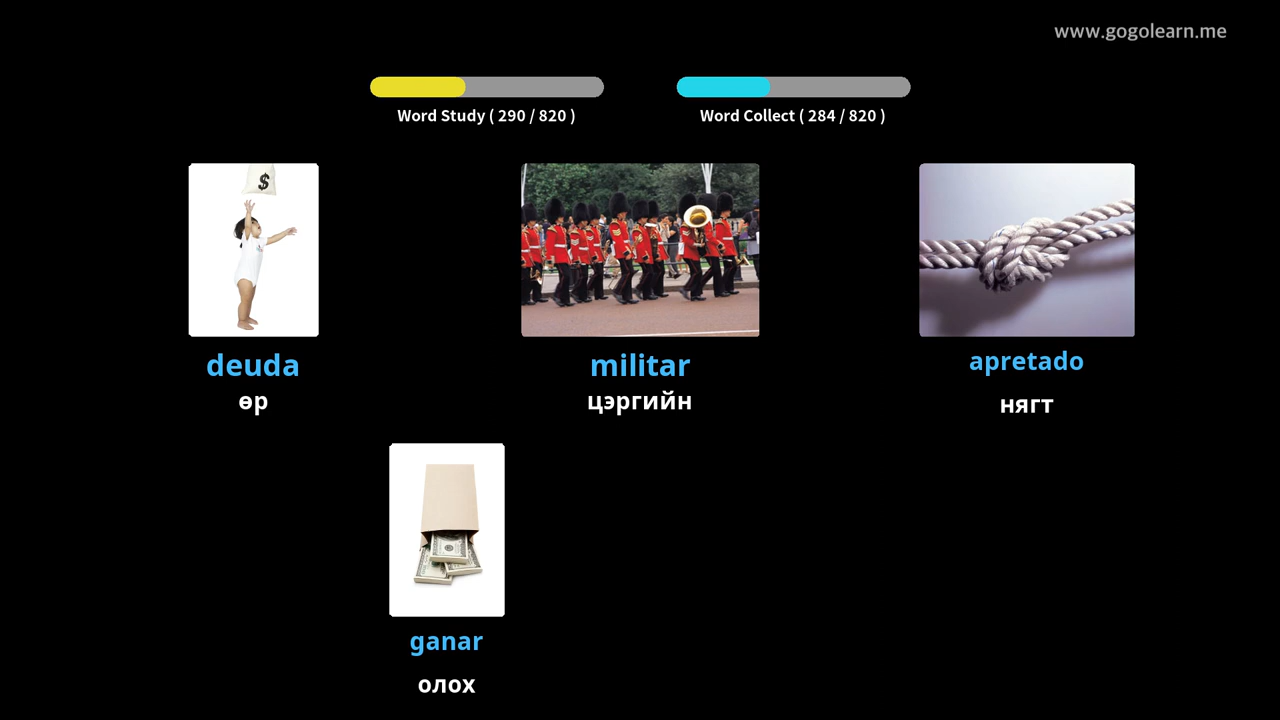 www.gogolearn.me
Word Study ( 290 / 820 )
Word Collect ( 284 / 820 )
$
deuda
өр
militar
цэргийн
apretado
нягт
ganar
олох